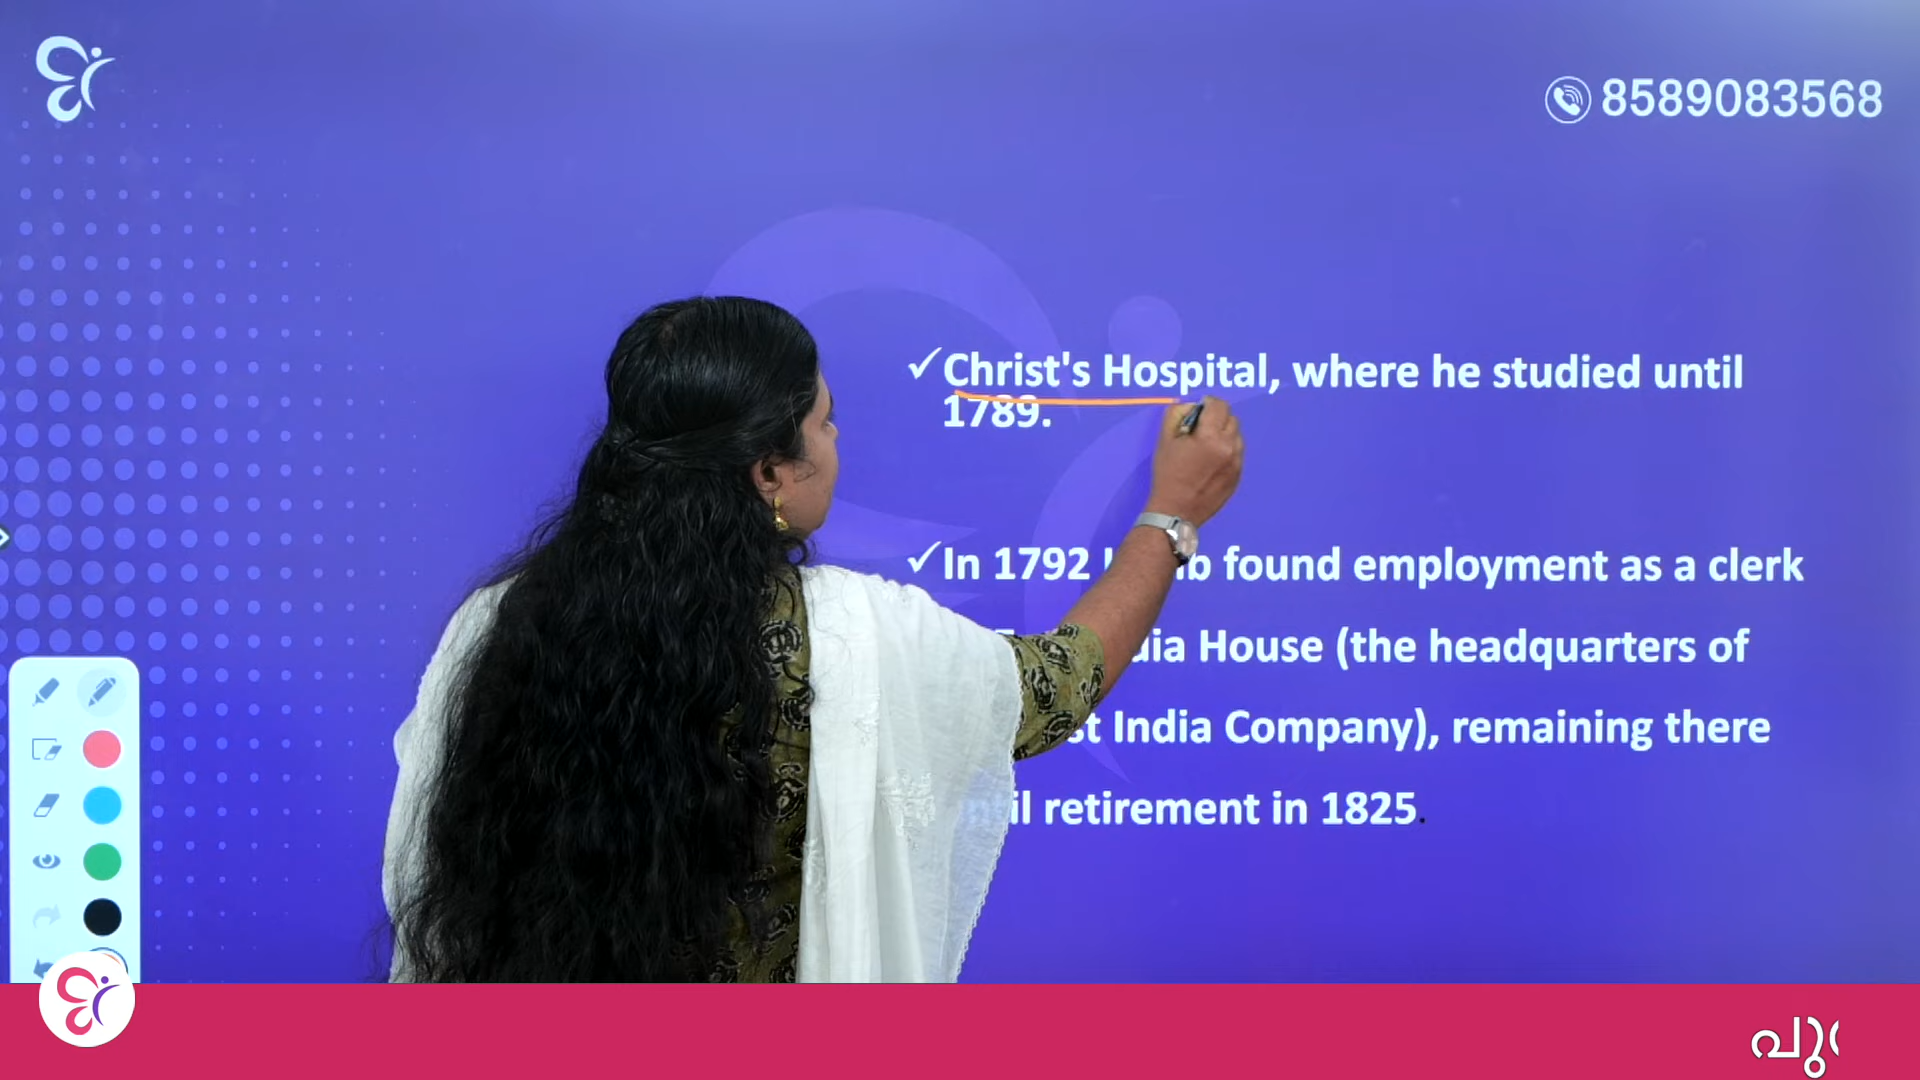 8589083568
✓Christ's Hospital, where he studied until
1789.
✓In 1792 found employment as a clerk
House (the headquarters of
India Company), remaining there
retirement in 1825.